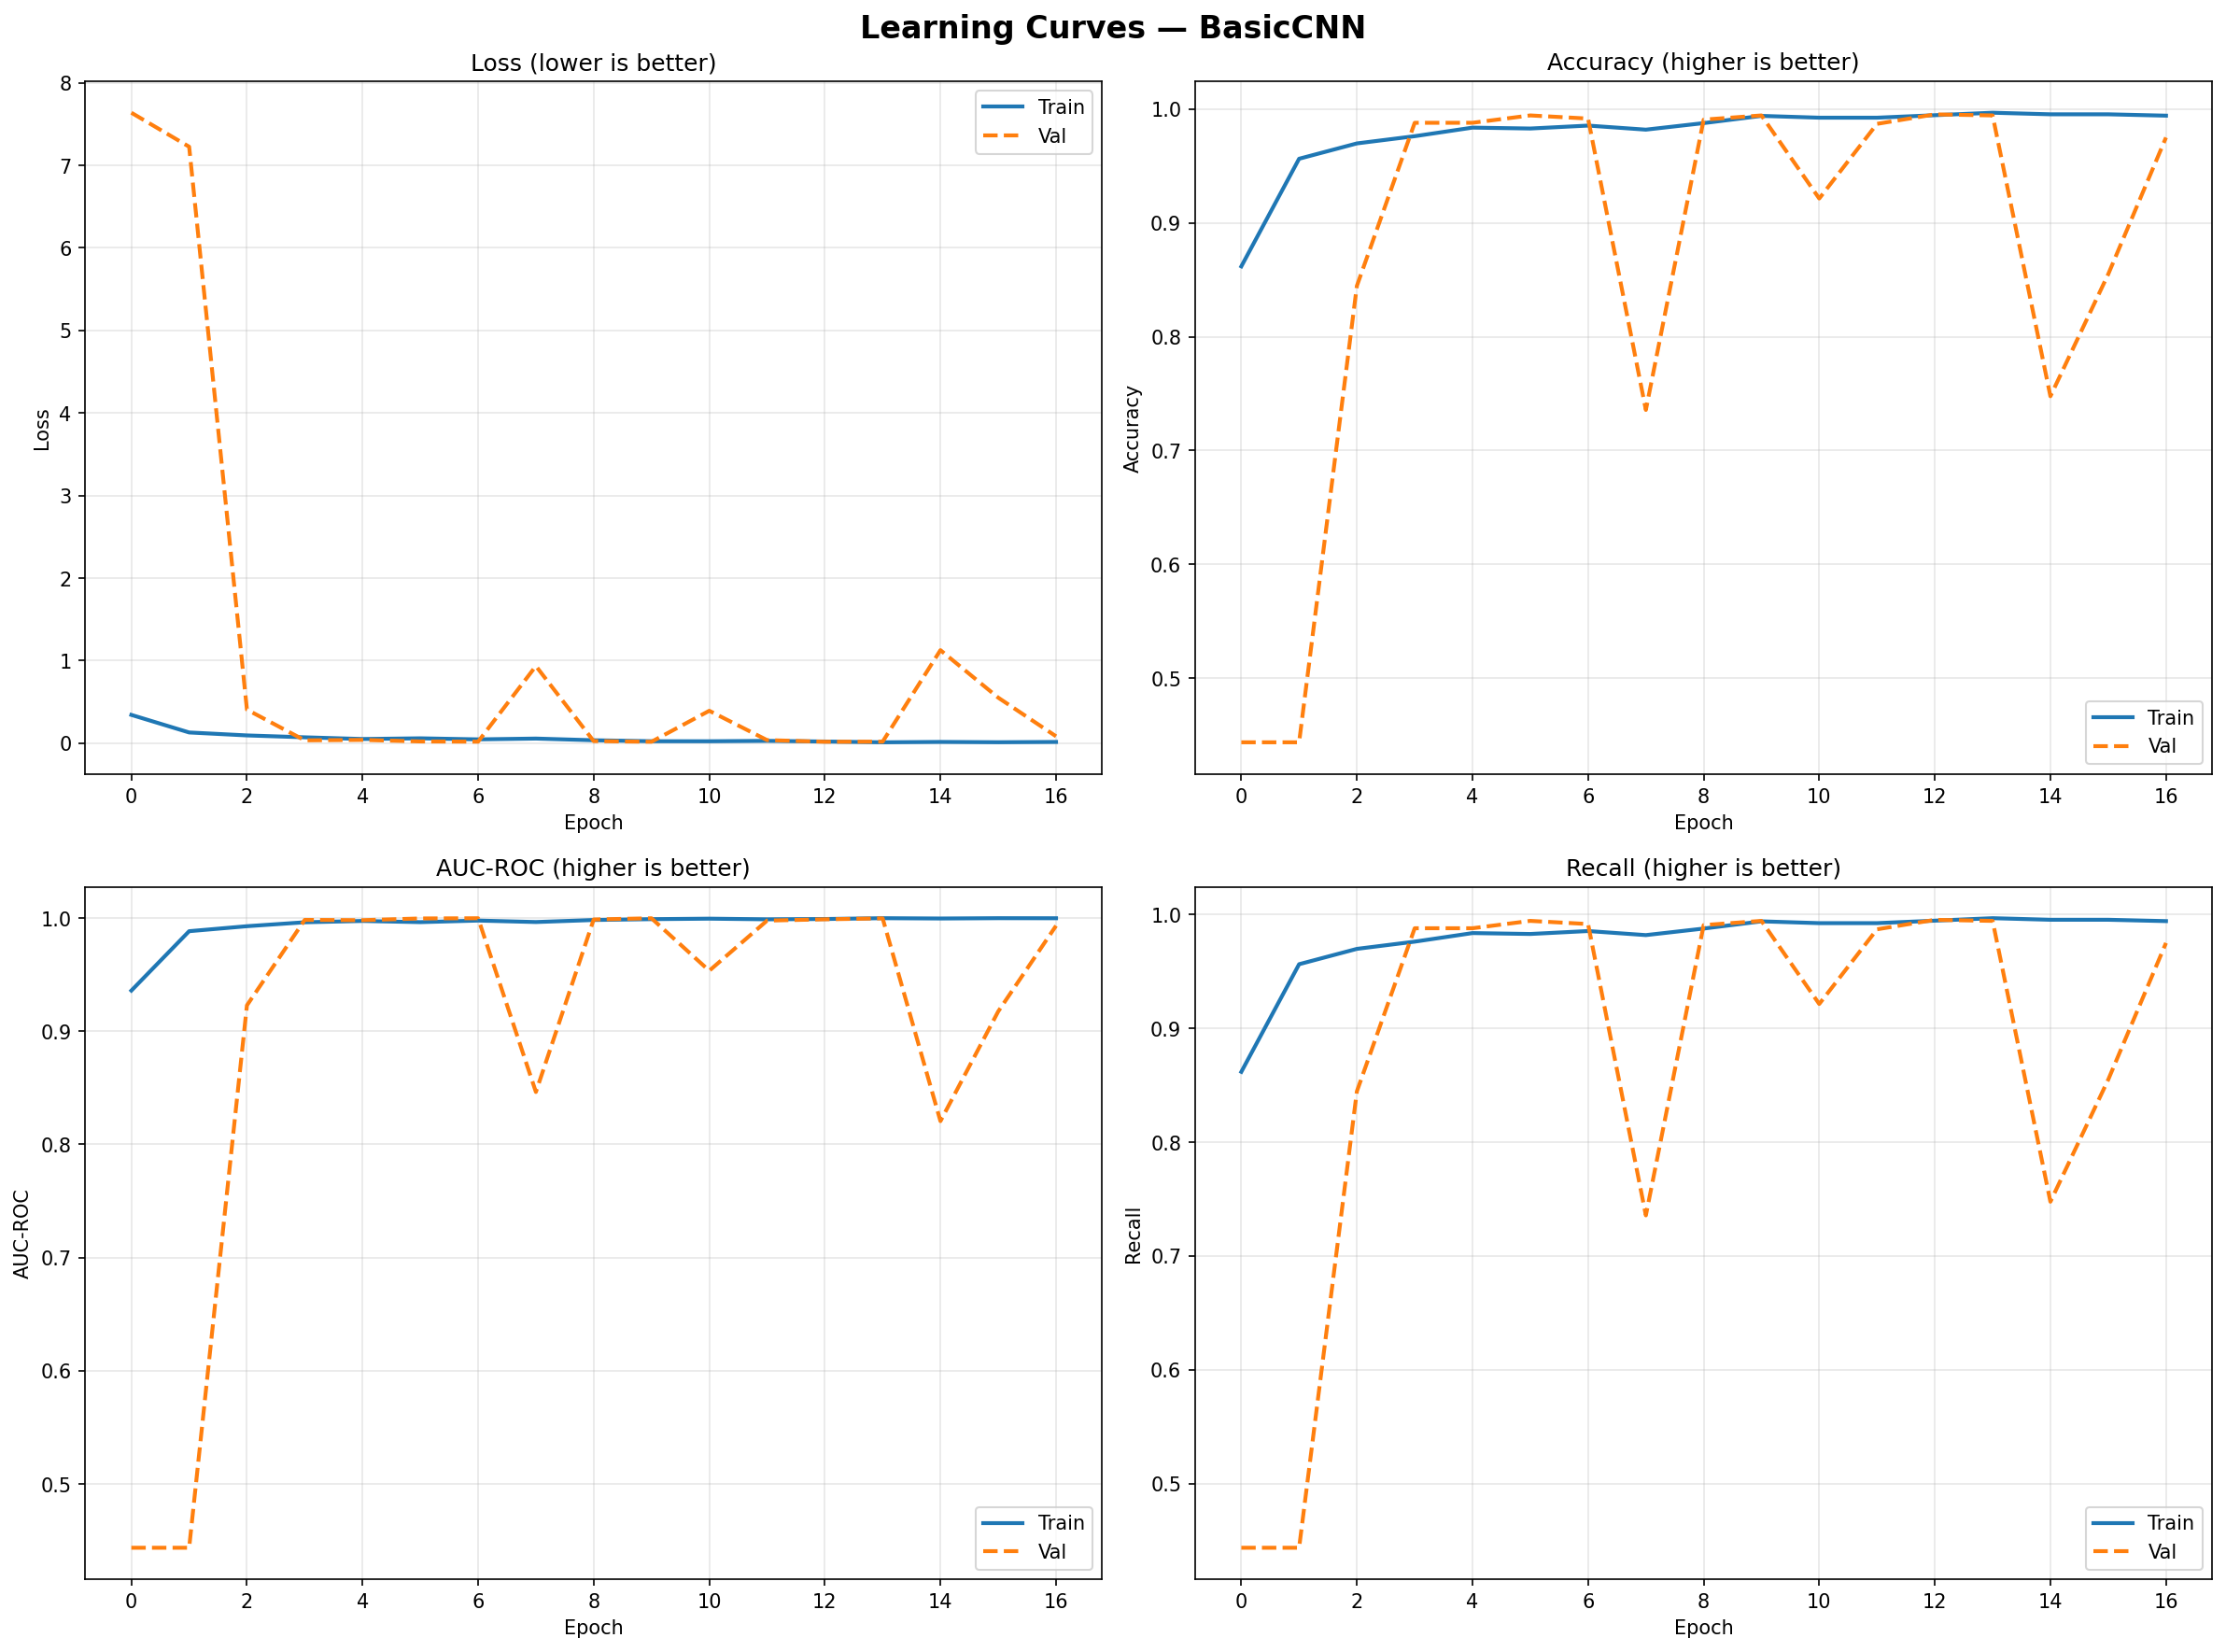 Learning Curves — BasicCNN
Loss (lower is better)
8
7
6
5
4
3
2
1
0
Loss
Train
Val
0 2 4 6 8 10 12 14 16
Epoch
Accuracy (higher is better)
1.0
0.9
0.8
0.7
0.6
0.5
Accuracy
Train
Val
0 2 4 6 8 10 12 14 16
Epoch
AUC-ROC (higher is better)
1.0
0.9
0.8
0.7
0.6
0.5
AUC-ROC
Train
Val
0 2 4 6 8 10 12 14 16
Epoch
Recall (higher is better)
1.0
0.9
0.8
0.7
0.6
0.5
Recall
Train
Val
0 2 4 6 8 10 12 14 16
Epoch